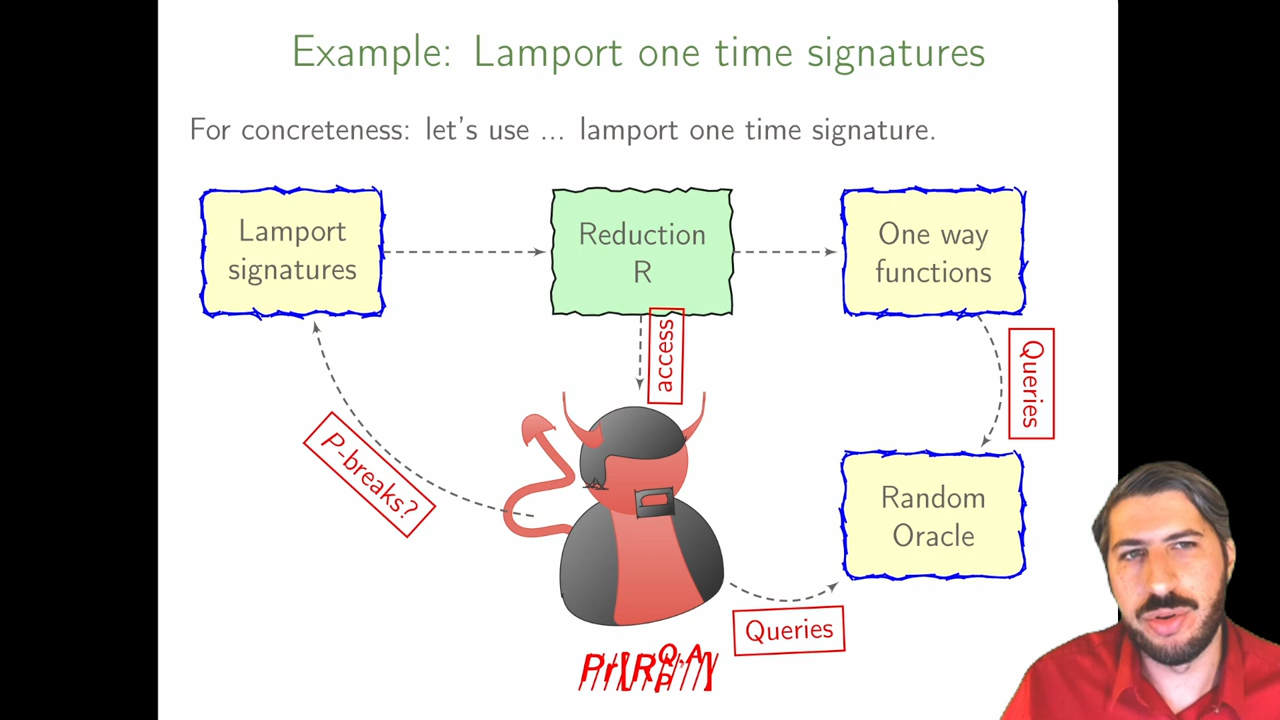 Example: Lamport one time signatures
For concreteness: let's use ... lamport one time signature.
Lamport
signatures
Reduction
R
One way
functions
access
Queries
P-breaks?
Random
Oracle
Queries